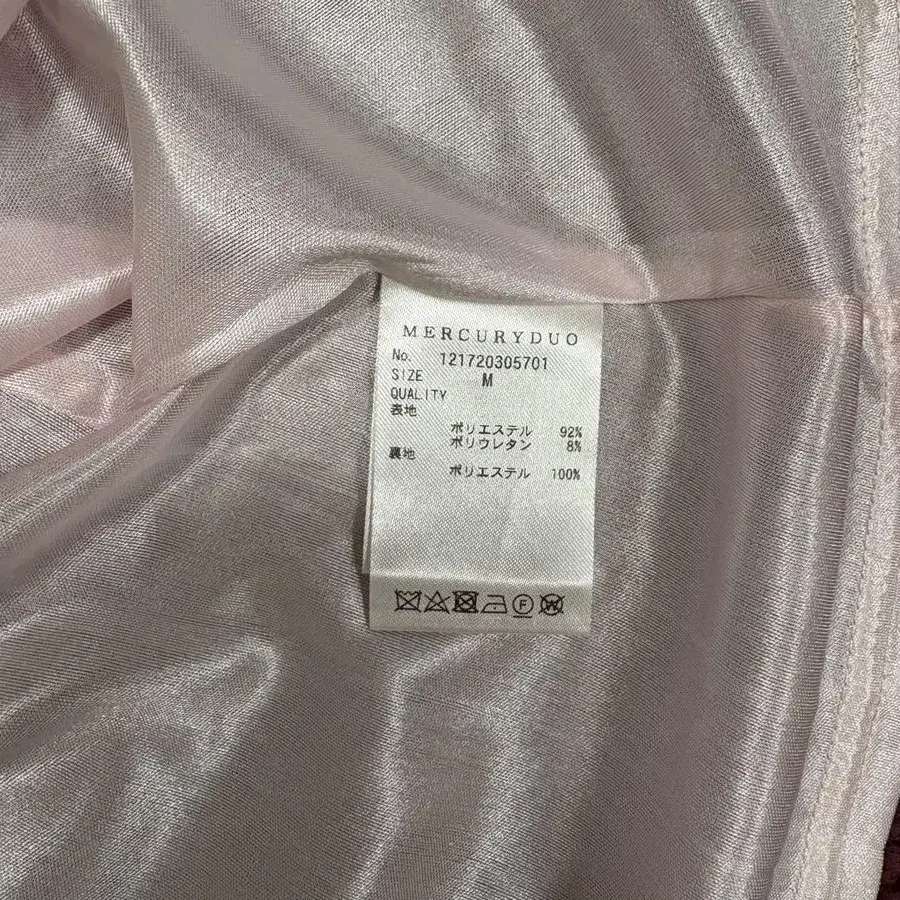 MERCURYDUO
No. 121720305701
SIZE M
QUALITY
表地
ポリエステル 92%
ポリウレタン 8%
裏地
ポリエステル 100%
F W